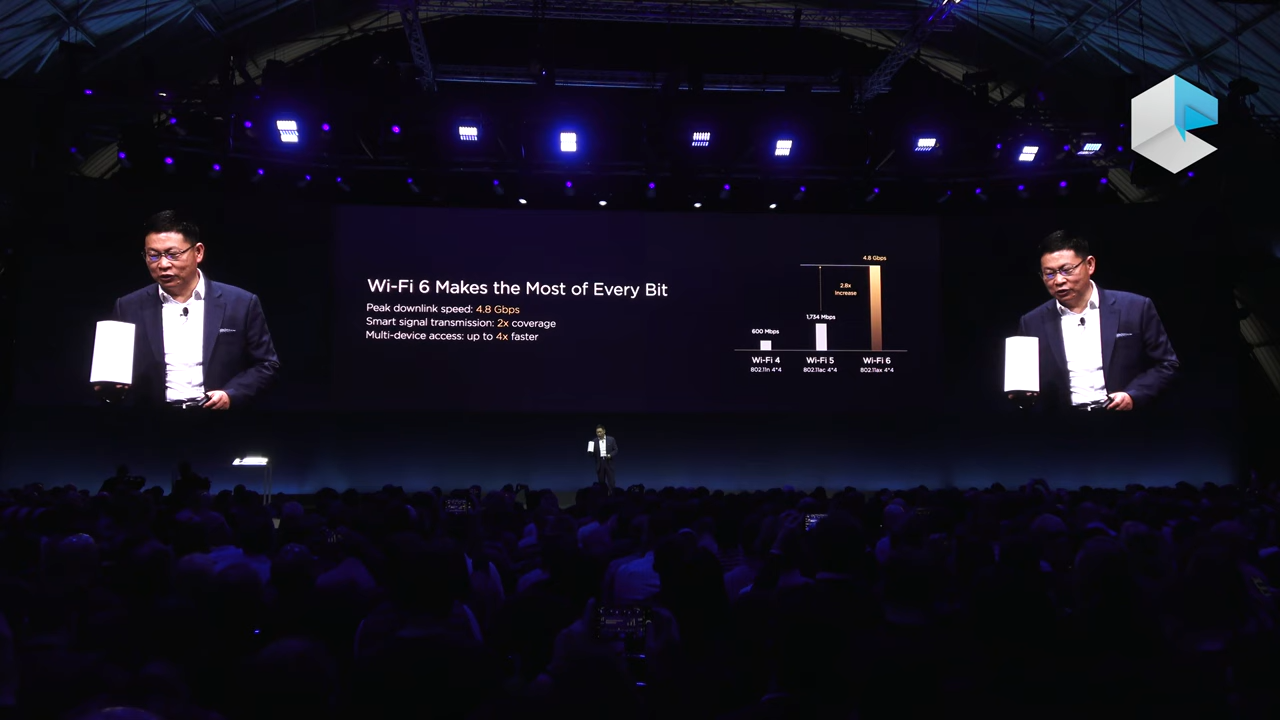 Wi-Fi 6 Makes the Most of Every Bit
Peak downlink speed: 4.8 Gbps
Smart signal transmission: 2x coverage
Multi-device access: up to 4x faster
4.8 Gbps
2.8x
Increase
1,734 Mbps
600 Mbps
Wi-Fi 4
802.11n 4*4
Wi-Fi 5
802.11ac 4*4
Wi-Fi 6
802.11ax 4*4